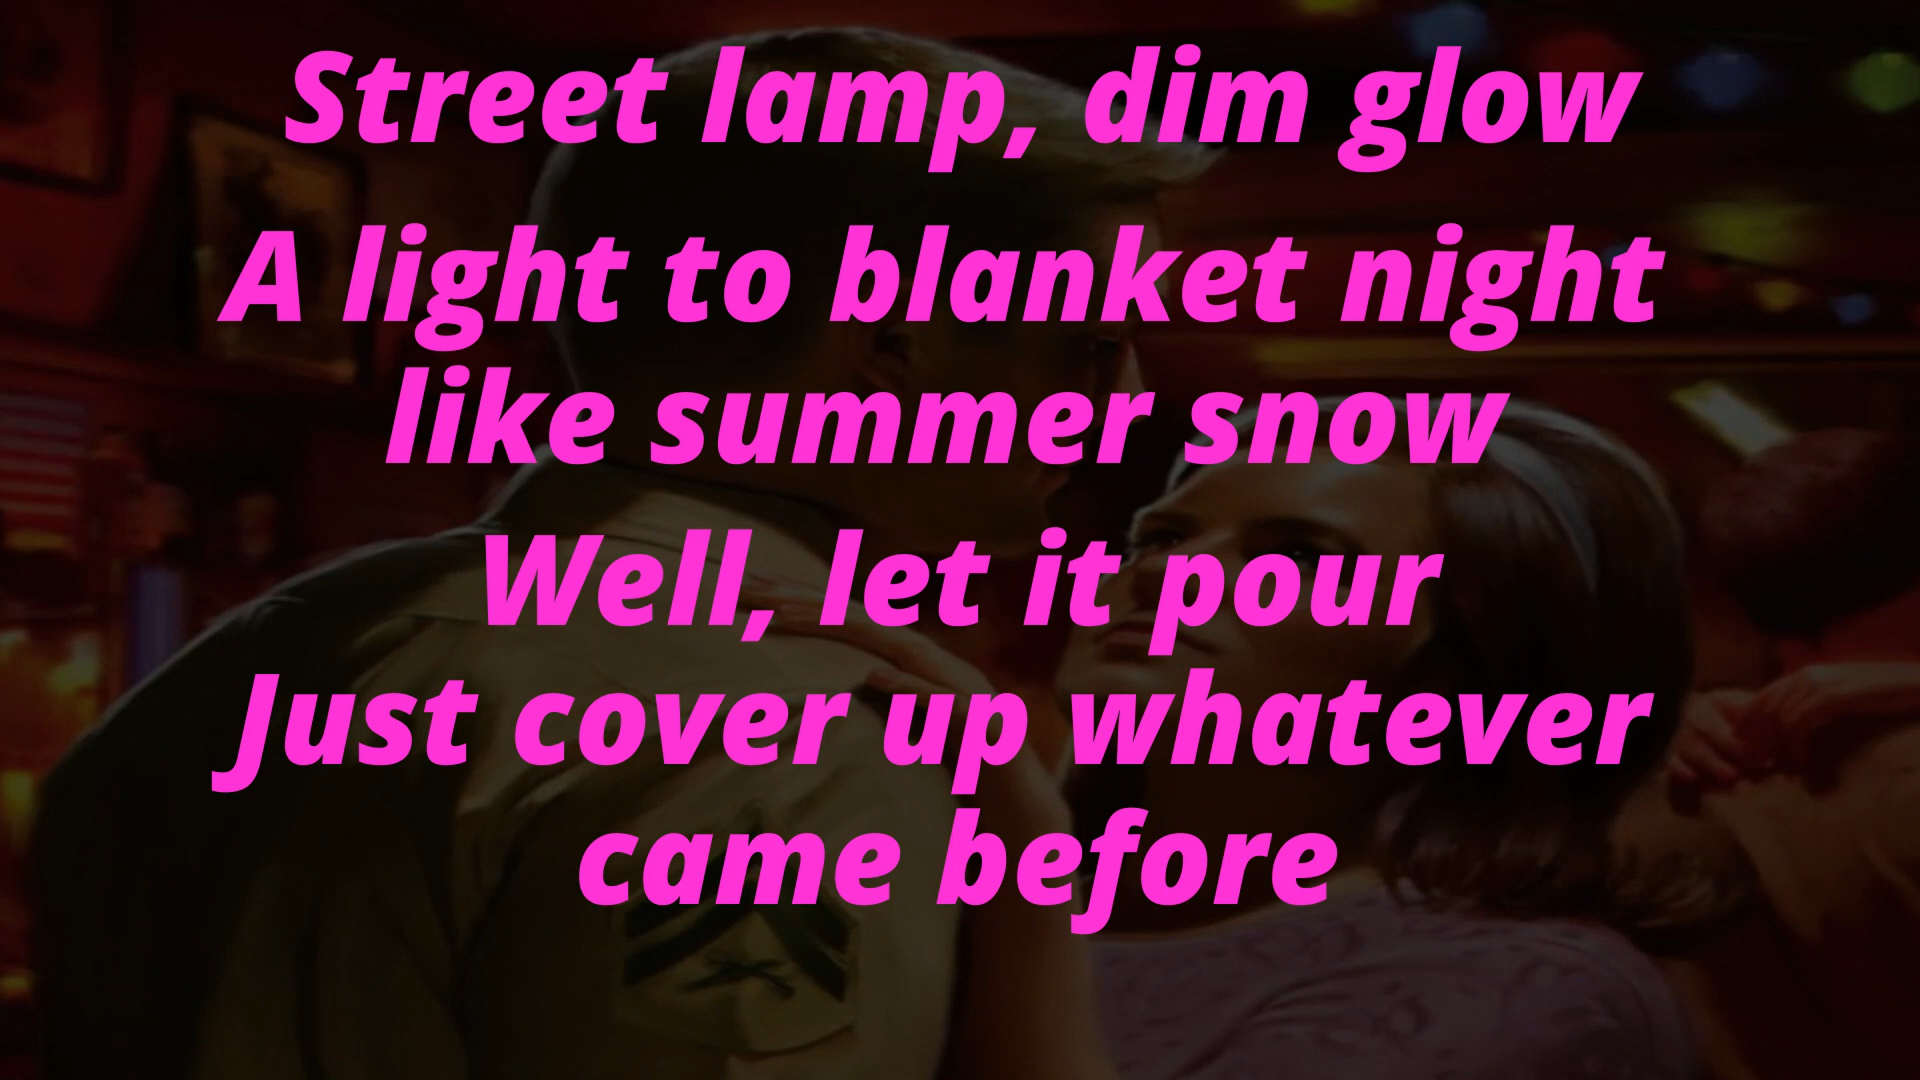 Street lamp, dim glow
A light to blanket night
like summer snow
Well, let it pour
Just cover up whatever
came before